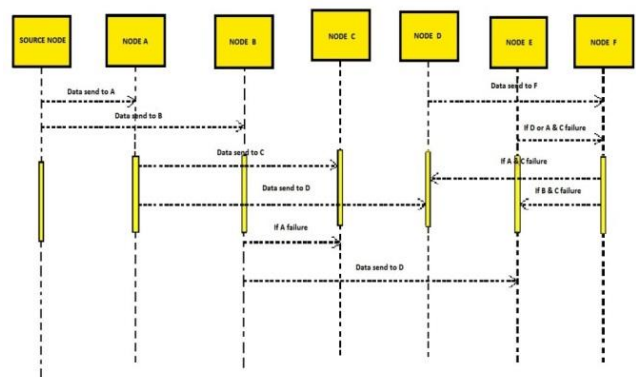 SOURCE NODE
NODE A
NODE B
NODE C
NODE D
NODE E
NODE F
Data send to A
Data send to F
Data send to B
If D or A & C failure
Data send to C
If A & C failure
Data send to D
If B & C failure
If A failure
Data send to D